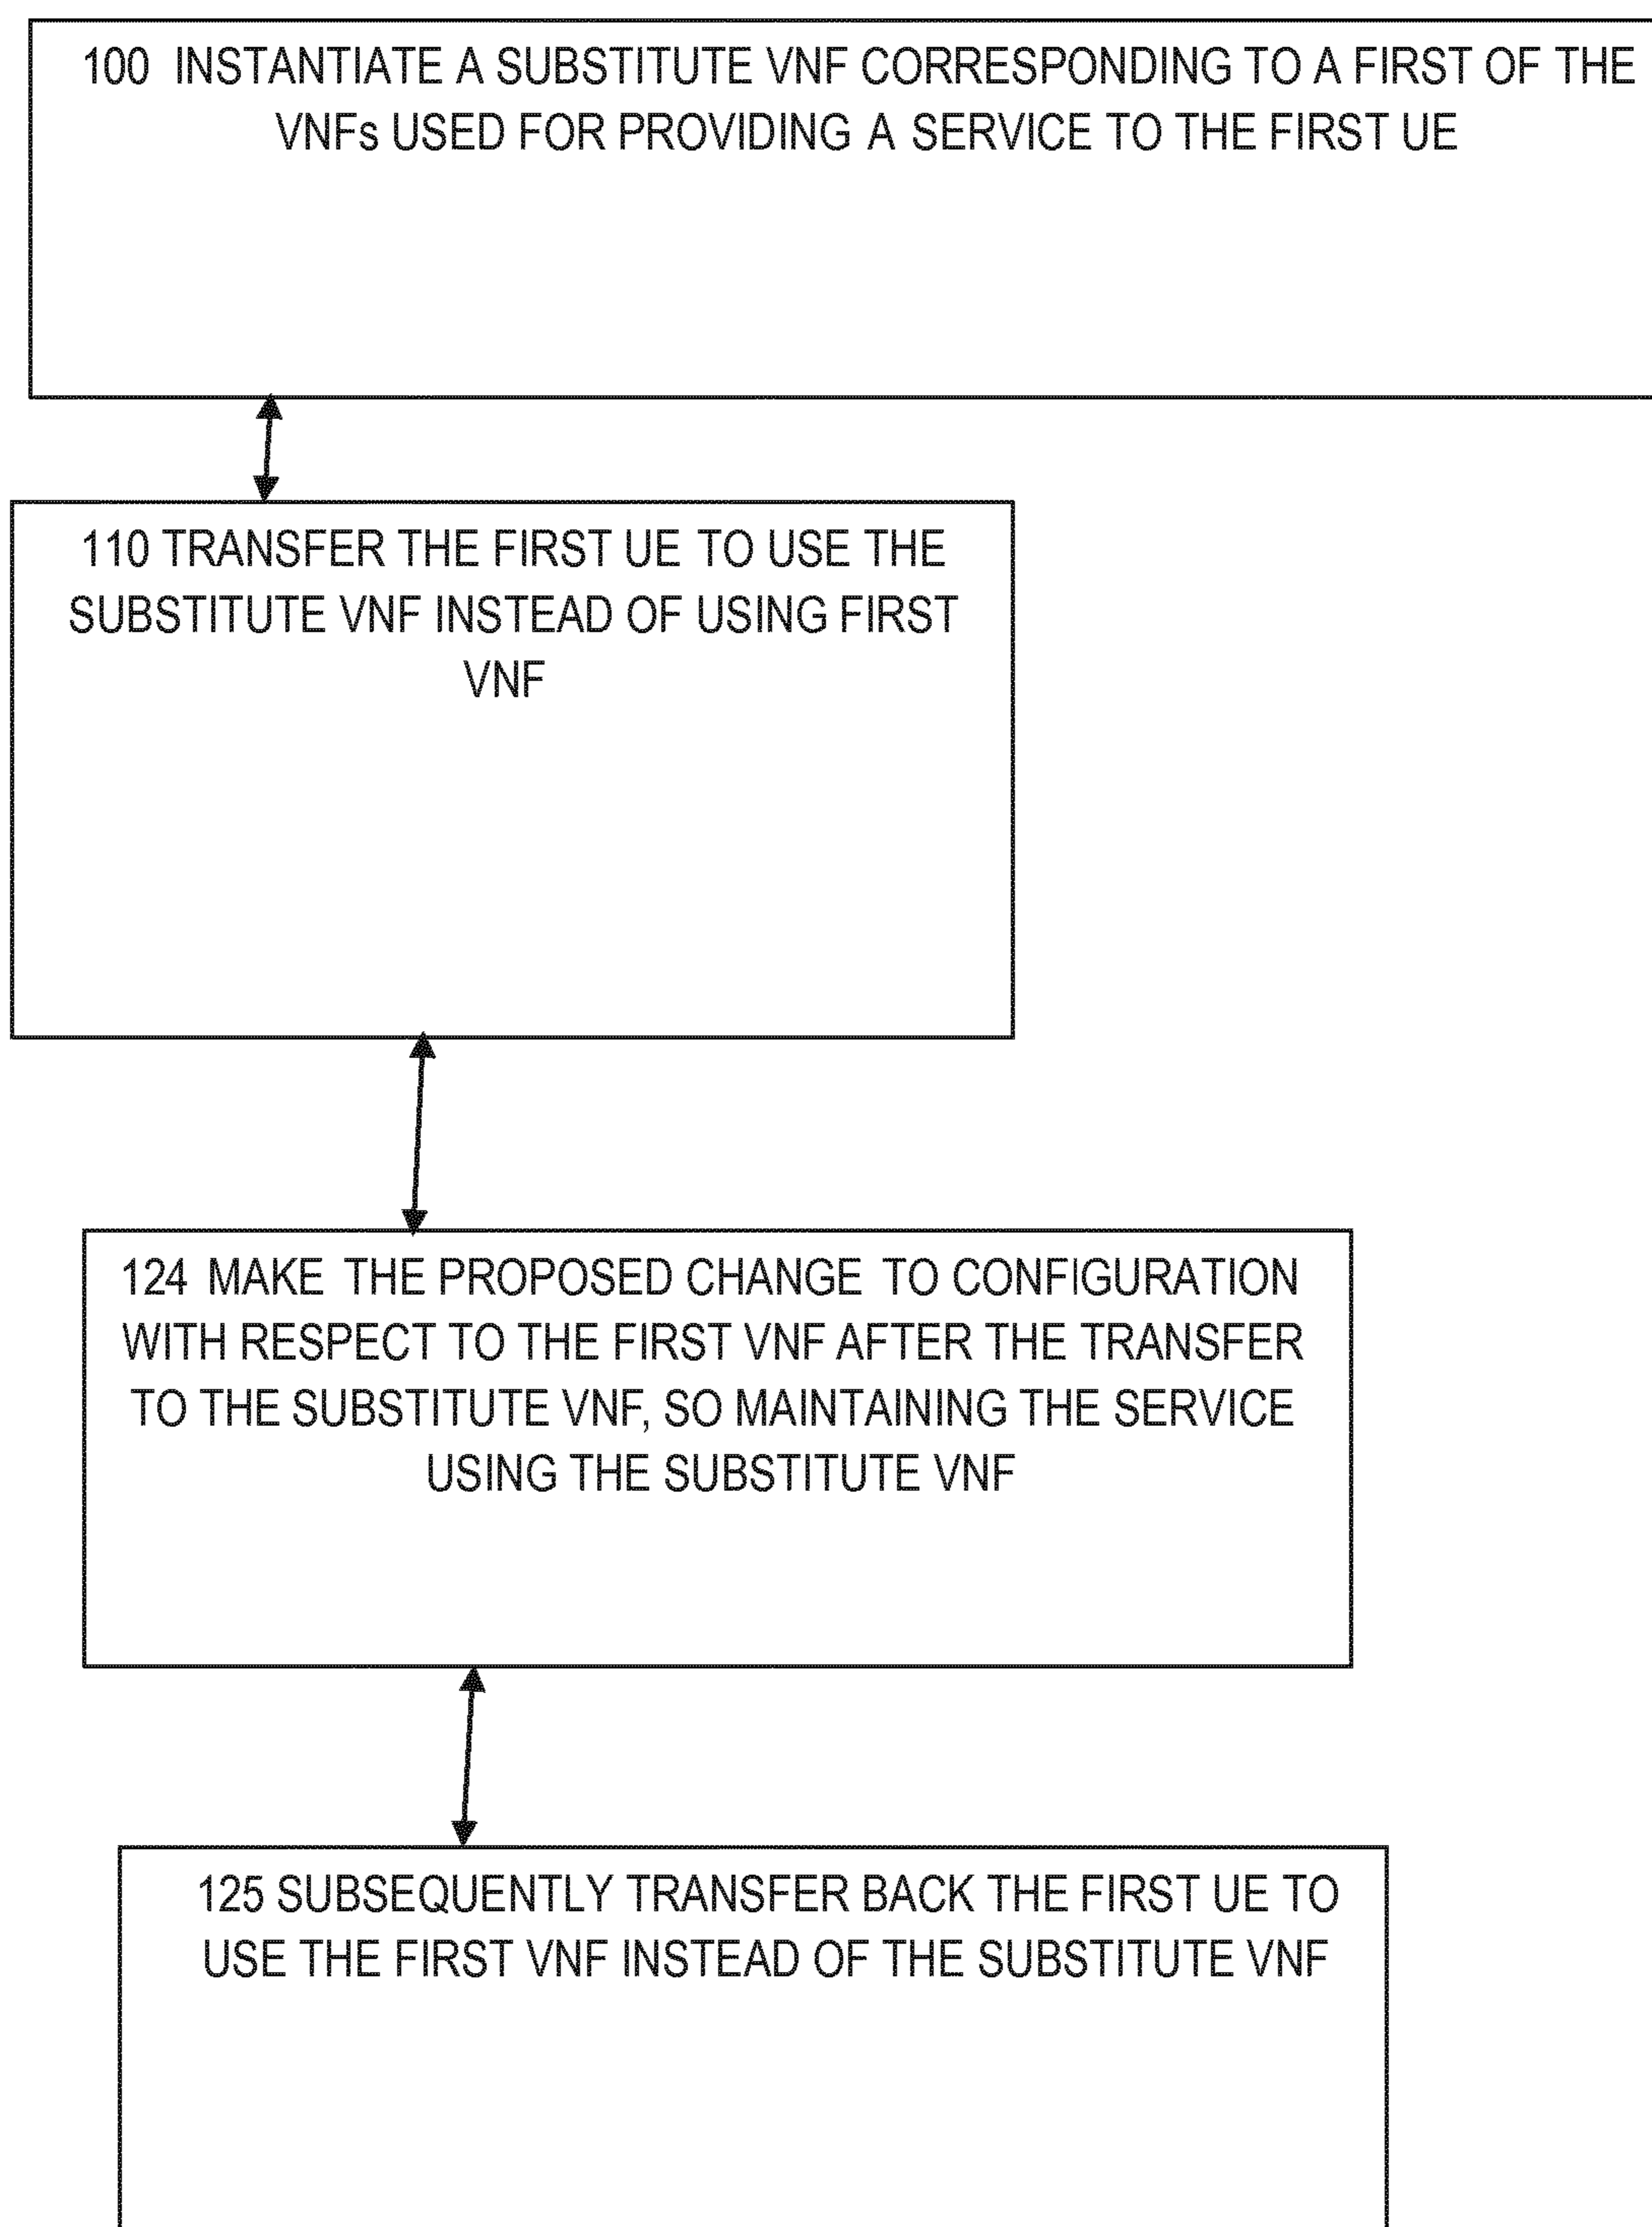 100 INSTANTIATE A SUBSTITUTE VNF CORRESPONDING TO A FIRST OF THE
VNFs USED FOR PROVIDING A SERVICE TO THE FIRST UE
110 TRANSFER THE FIRST UE TO USE THE
SUBSTITUTE VNF INSTEAD OF USING FIRST
VNF
124 MAKE THE PROPOSED CHANGE TO CONFIGURATION
WITH RESPECT TO THE FIRST VNF AFTER THE TRANSFER
TO THE SUBSTITUTE VNF, SO MAINTAINING THE SERVICE
USING THE SUBSTITUTE VNF
125 SUBSEQUENTLY TRANSFER BACK THE FIRST UE TO
USE THE FIRST VNF INSTEAD OF THE SUBSTITUTE VNF